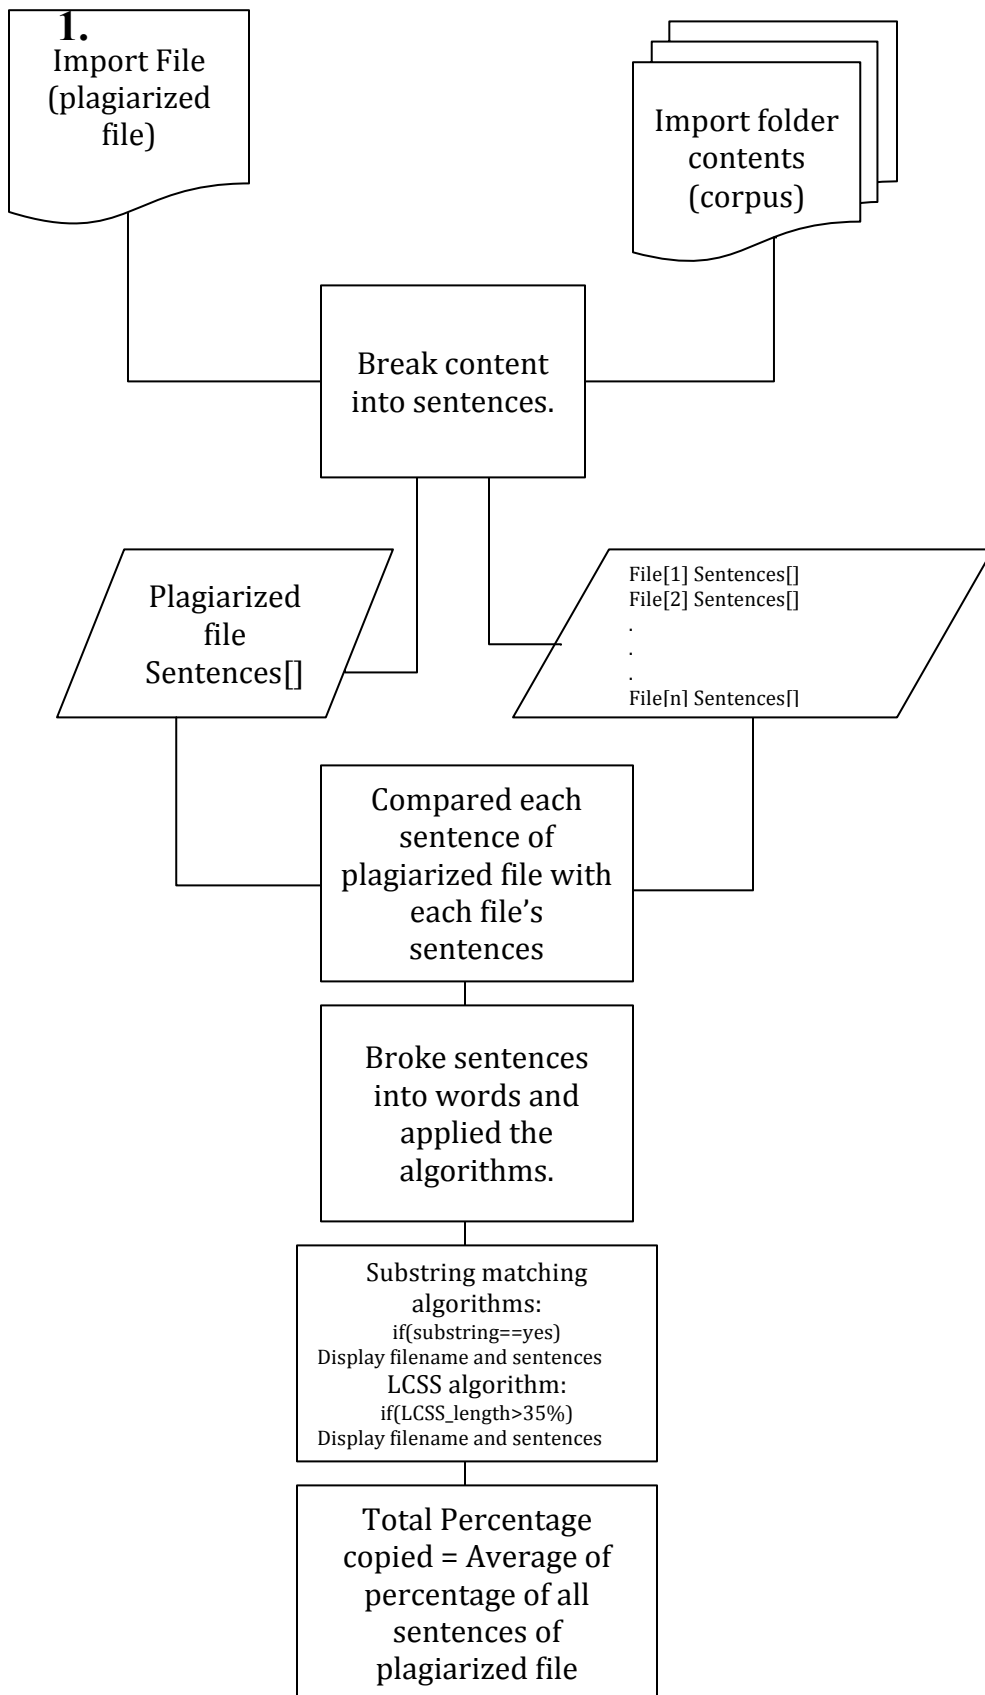 1.
Import File
(plagiarized
file)
Import folder
contents
(corpus)
Break content
into sentences.
Plagiarized
file
Sentences[]
File[1] Sentences[]
File[2] Sentences[]
.
.
.
File[n] Sentences[]
Compared each
sentence of
plagiarized file with
each file’s
sentences
Broke sentences
into words and
applied the
algorithms.
Substring matching
algorithms:
if(substring==yes)
Display filename and sentences
LCSS algorithm:
if(LCSS_length>35%)
Display filename and sentences
Total Percentage
copied = Average of
percentage of all
sentences of
plagiarized file